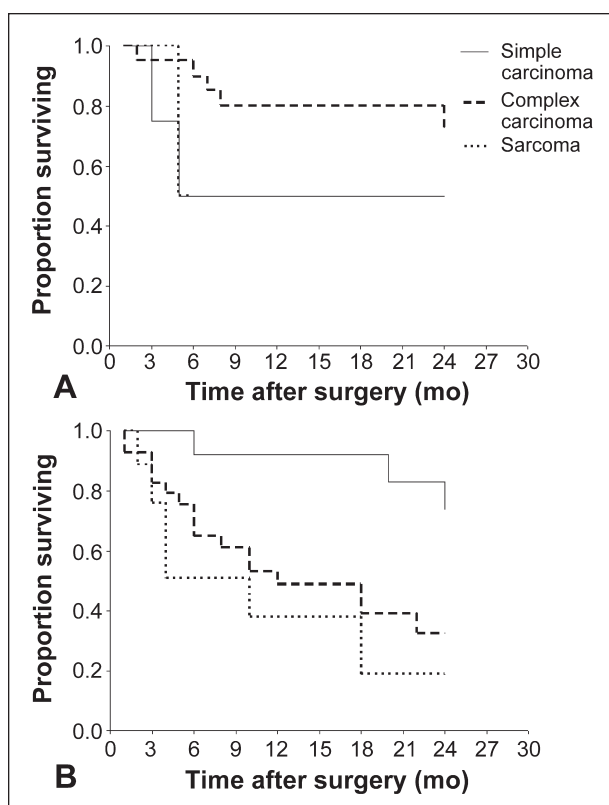 1.0
0.8
0.6
0.4
0.2
0.0
Proportion surviving
Simple
carcinoma
Complex
carcinoma
Sarcoma
0 3 6 9 12 15 18 21 24 27 30
A Time after surgery (mo)
1.0
0.8
0.6
0.4
0.2
0.0
Proportion surviving
0 3 6 9 12 15 18 21 24 27 30
B Time after surgery (mo)